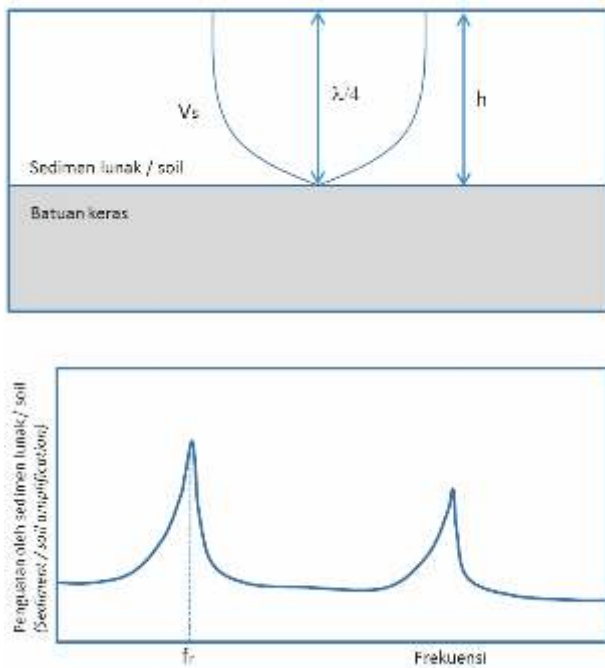 λ/4
h
Vs
Sedimen lunak / soil
Batuan keras
Penguatan oleh sedimen lunak / soil
(Sediment / soil amplification)
fr
Frekuensi